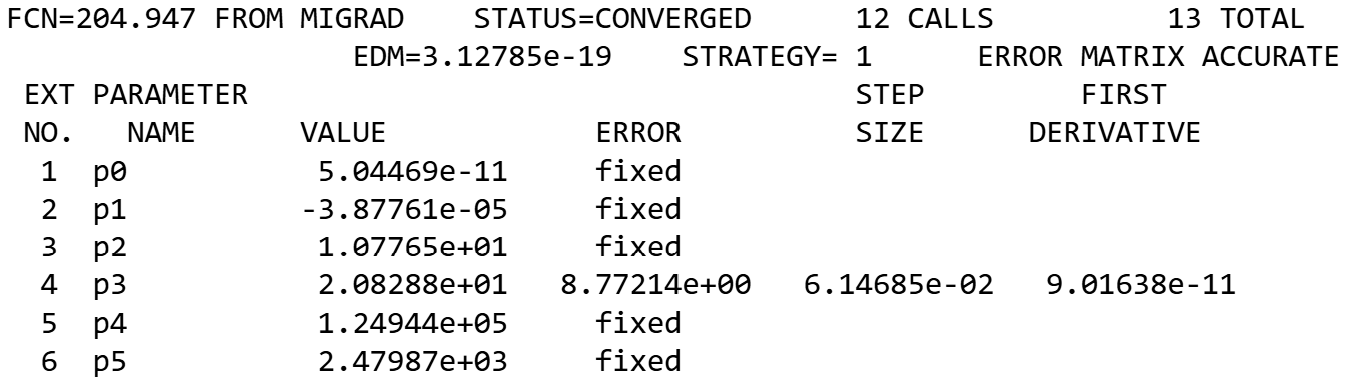 FCN=204.947 FROM MIGRAD    STATUS=CONVERGED      12 CALLS          13 TOTAL
                    EDM=3.12785e-19    STRATEGY= 1      ERROR MATRIX ACCURATE
 EXT PARAMETER                                   STEP         FIRST
 NO.   NAME      VALUE            ERROR          SIZE      DERIVATIVE
  1  p0           5.04469e-11     fixed
  2  p1          -3.87761e-05     fixed
  3  p2           1.07765e+01     fixed
  4  p3           2.08288e+01   8.77214e+00   6.14685e-02   9.01638e-11
  5  p4           1.24944e+05     fixed
  6  p5           2.47987e+03     fixed